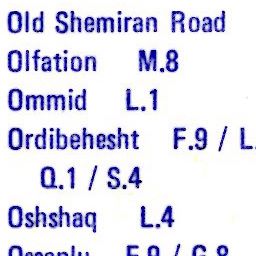 Old Shemiran Road
Olfation M.8
Ommid L.1
Ordibehesht F.9 / L.
Q.1 / S.4
Oshshaq L.4